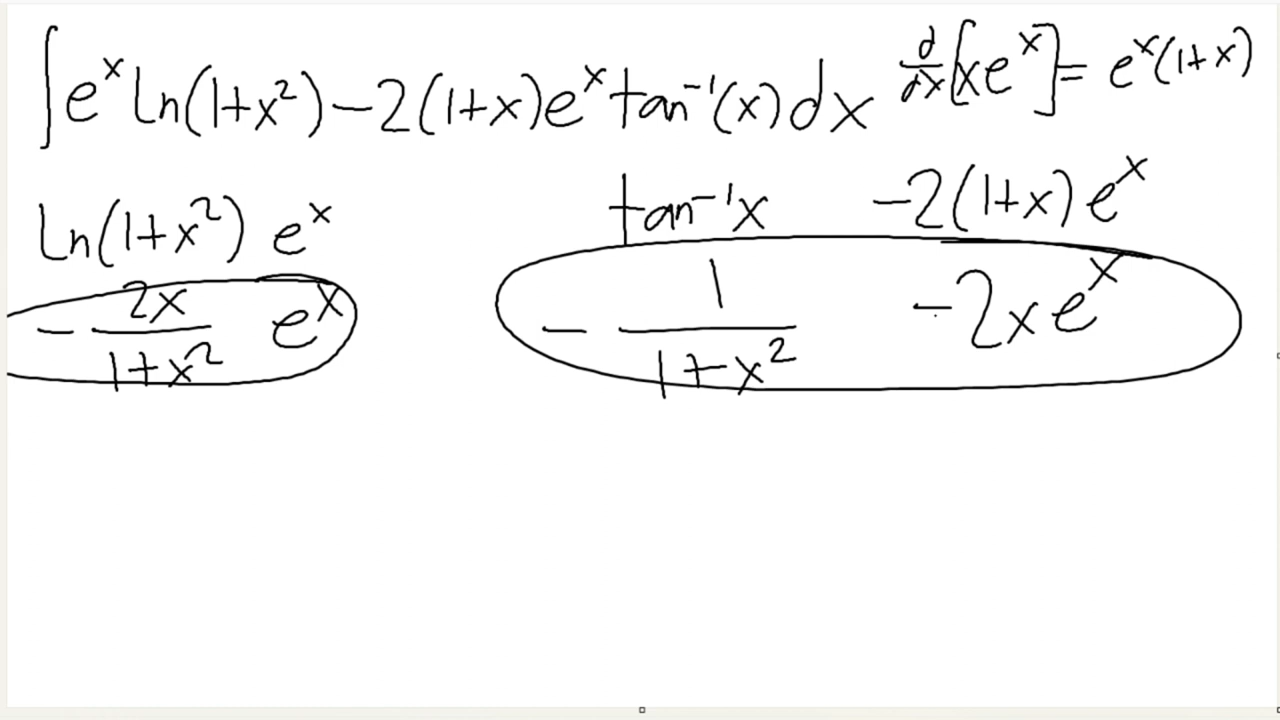 ∫e^x ln(1+x²)−2(1+x)e^x tan⁻¹(x)dx d/dx[xe^x]= e^x(1+x)
ln(1+x²) e^x tan⁻¹x −2(1+x)e^x
− 2x/(1+x²) e^x − 1/(1+x²) −2xe^x